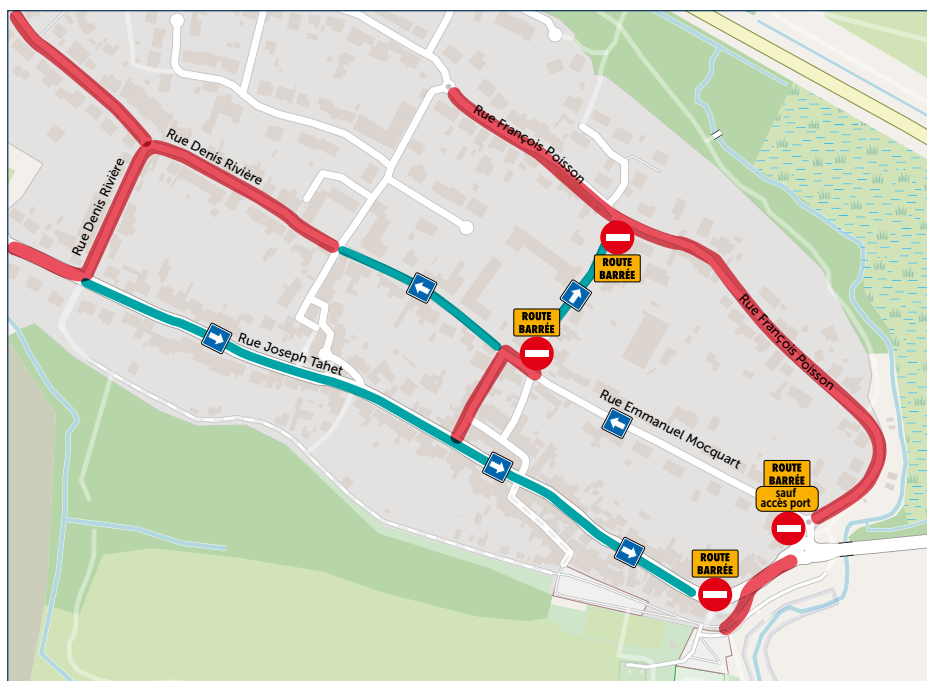 Rue François Poisson
Rue Denis Rivière
Rue Denis Rivière
ROUTE
BARRÉE
ROUTE
BARRÉE
Rue François Poisson
Rue Joseph Tahet
Rue Emmanuel Mocquart
ROUTE
BARRÉE
sauf
accès port
ROUTE
BARRÉE